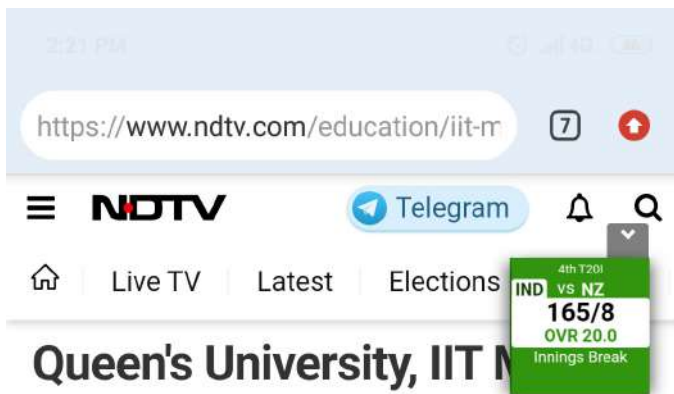 2:21 PM
https://www.ndtv.com/education/iit-m
7
NDTV
Telegram
Live TV
Latest
Elections
4th T20I
IND VS NZ
165/8
OVR 20.0
Innings Break
Queen's University, IIT